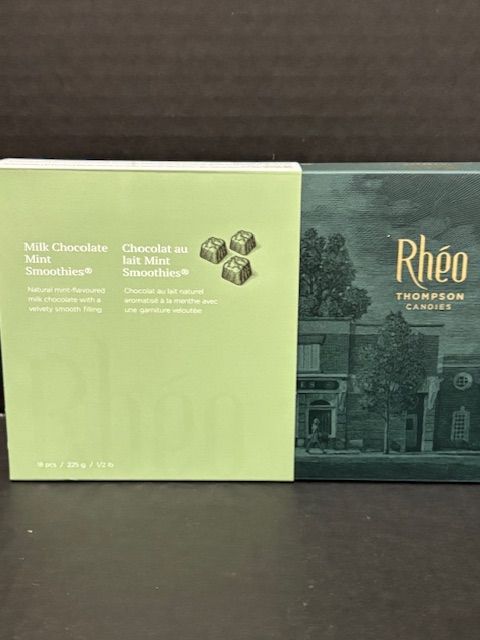 Milk Chocolate
Mint
Smoothies®
Natural mint-flavoured
milk chocolate with a
velvety smooth filling
Chocolat au
lait Mint
Smoothies®
Chocolat au lait naturel
aromatisé à la menthe avec
une garniture veloutée
Rhéo
18 pcs / 225 g / 1/2 lb
Rhéo
THOMPSON
CANDIES